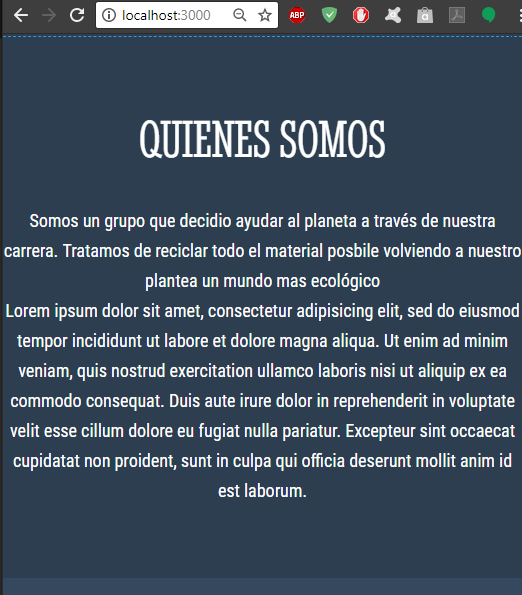 localhost:3000
ABP
a
QUIENES SOMOS
Somos un grupo que decidio ayudar al planeta a través de nuestra
carrera. Tratamos de reciclar todo el material posbile volviendo a nuestro
plantea un mundo mas ecológico
Lorem ipsum dolor sit amet, consectetur adipisicing elit, sed do eiusmod
tempor incididunt ut labore et dolore magna aliqua. Ut enim ad minim
veniam, quis nostrud exercitation ullamco laboris nisi ut aliquip ex ea
commodo consequat. Duis aute irure dolor in reprehenderit in voluptate
velit esse cillum dolore eu fugiat nulla pariatur. Excepteur sint occaecat
cupidatat non proident, sunt in culpa qui officia deserunt mollit anim id
est laborum.